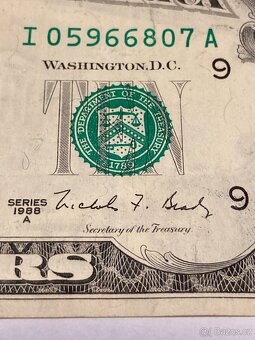 I 05966807 A
WASHINGTON, D.C.
9
THE DEPARTMENT OF THE TREASURY
1789
TEN
SERIES
1988
A
Nicholas F. Brady
9
Secretary of the Treasury.
RS